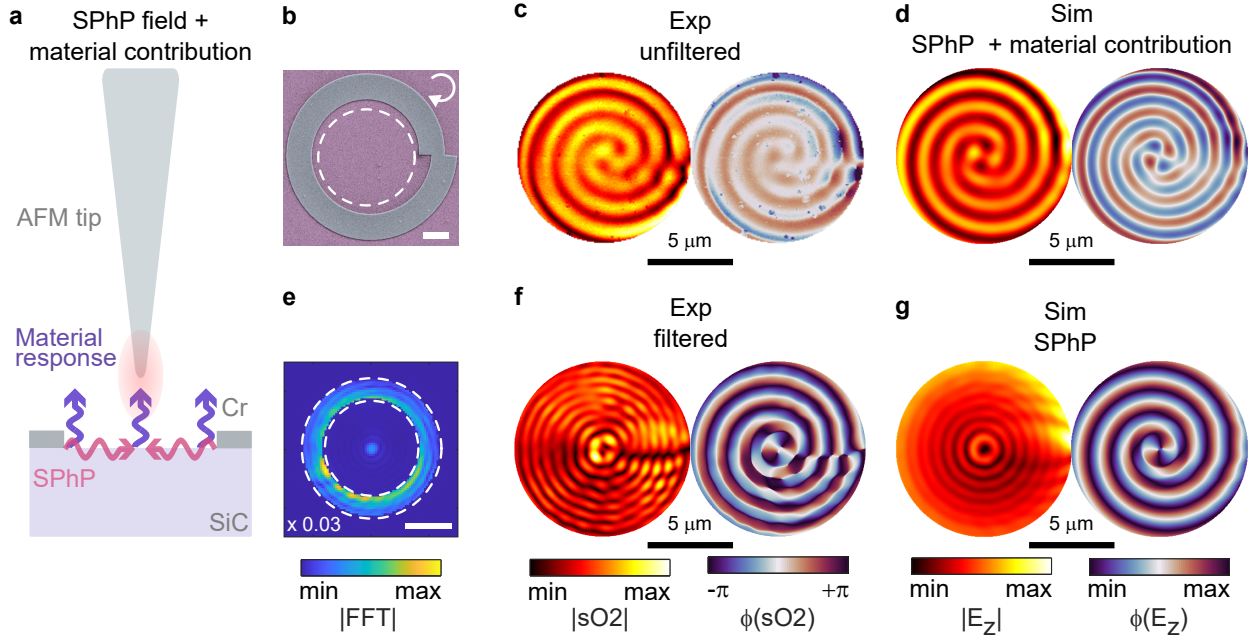 a
SPhP field +
material contribution
AFM tip
Material
response
Cr
SPhP
SiC
b
c
Exp
unfiltered
5 μm
d
Sim
SPhP + material contribution
5 μm
e
x 0.03
min max
|FFT|
f
Exp
filtered
5 μm
min max
|sO2|
-π +π
ϕ(sO2)
g
Sim
SPhP
5 μm
min max
|E_Z|
min max
ϕ(E_Z)